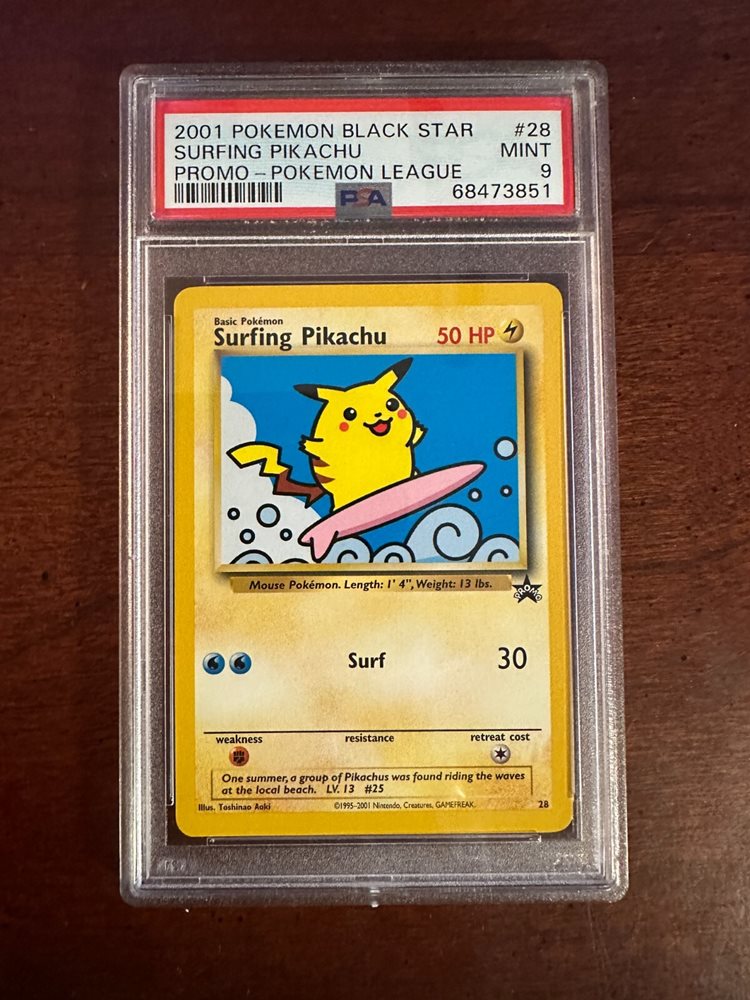 2001 POKEMON BLACK STAR #28
SURFING PIKACHU MINT
PROMO - POKEMON LEAGUE 9
PSA 68473851
Basic Pokémon
Surfing Pikachu 50 HP
Mouse Pokémon. Length: 1' 4", Weight: 13 lbs.
PROMO
Surf 30
weakness resistance retreat cost
One summer, a group of Pikachus was found riding the waves
at the local beach. LV. 13 #25
Illus. Toshinao Aoki ©1995-2001 Nintendo, Creatures, GAMEFREAK. 28